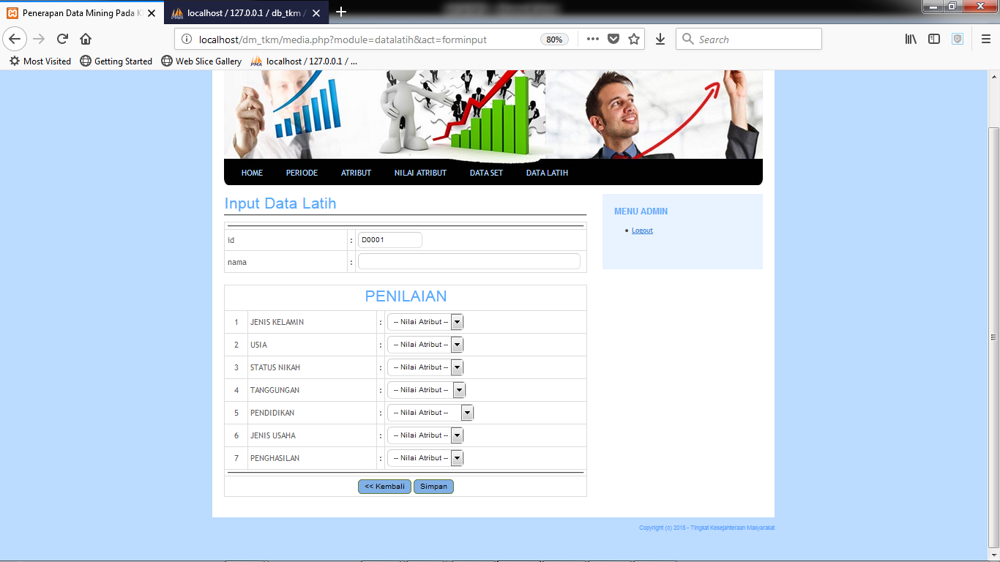 Penerapan Data Mining Pada K
localhost / 127.0.0.1 / db_tkm /
localhost/dm_tkm/media.php?module=datalatih&act=forminput
80%
Search
Most Visited
Getting Started
Web Slice Gallery
PMA
localhost / 127.0.0.1 / ...
HOME
PERIODE
ATRIBUT
NILAI ATRIBUT
DATA SET
DATA LATIH
Input Data Latih
id : D0001
nama :
PENILAIAN
1 JENIS KELAMIN : -- Nilai Atribut --
2 USIA : -- Nilai Atribut --
3 STATUS NIKAH : -- Nilai Atribut --
4 TANGGUNGAN : -- Nilai Atribut --
5 PENDIDIKAN : -- Nilai Atribut --
6 JENIS USAHA : -- Nilai Atribut --
7 PENGHASILAN : -- Nilai Atribut --
<< Kembali
Simpan
MENU ADMIN
Logout
Copyright (c) 2018 - Tingkat Kesejahteraan Masyarakat